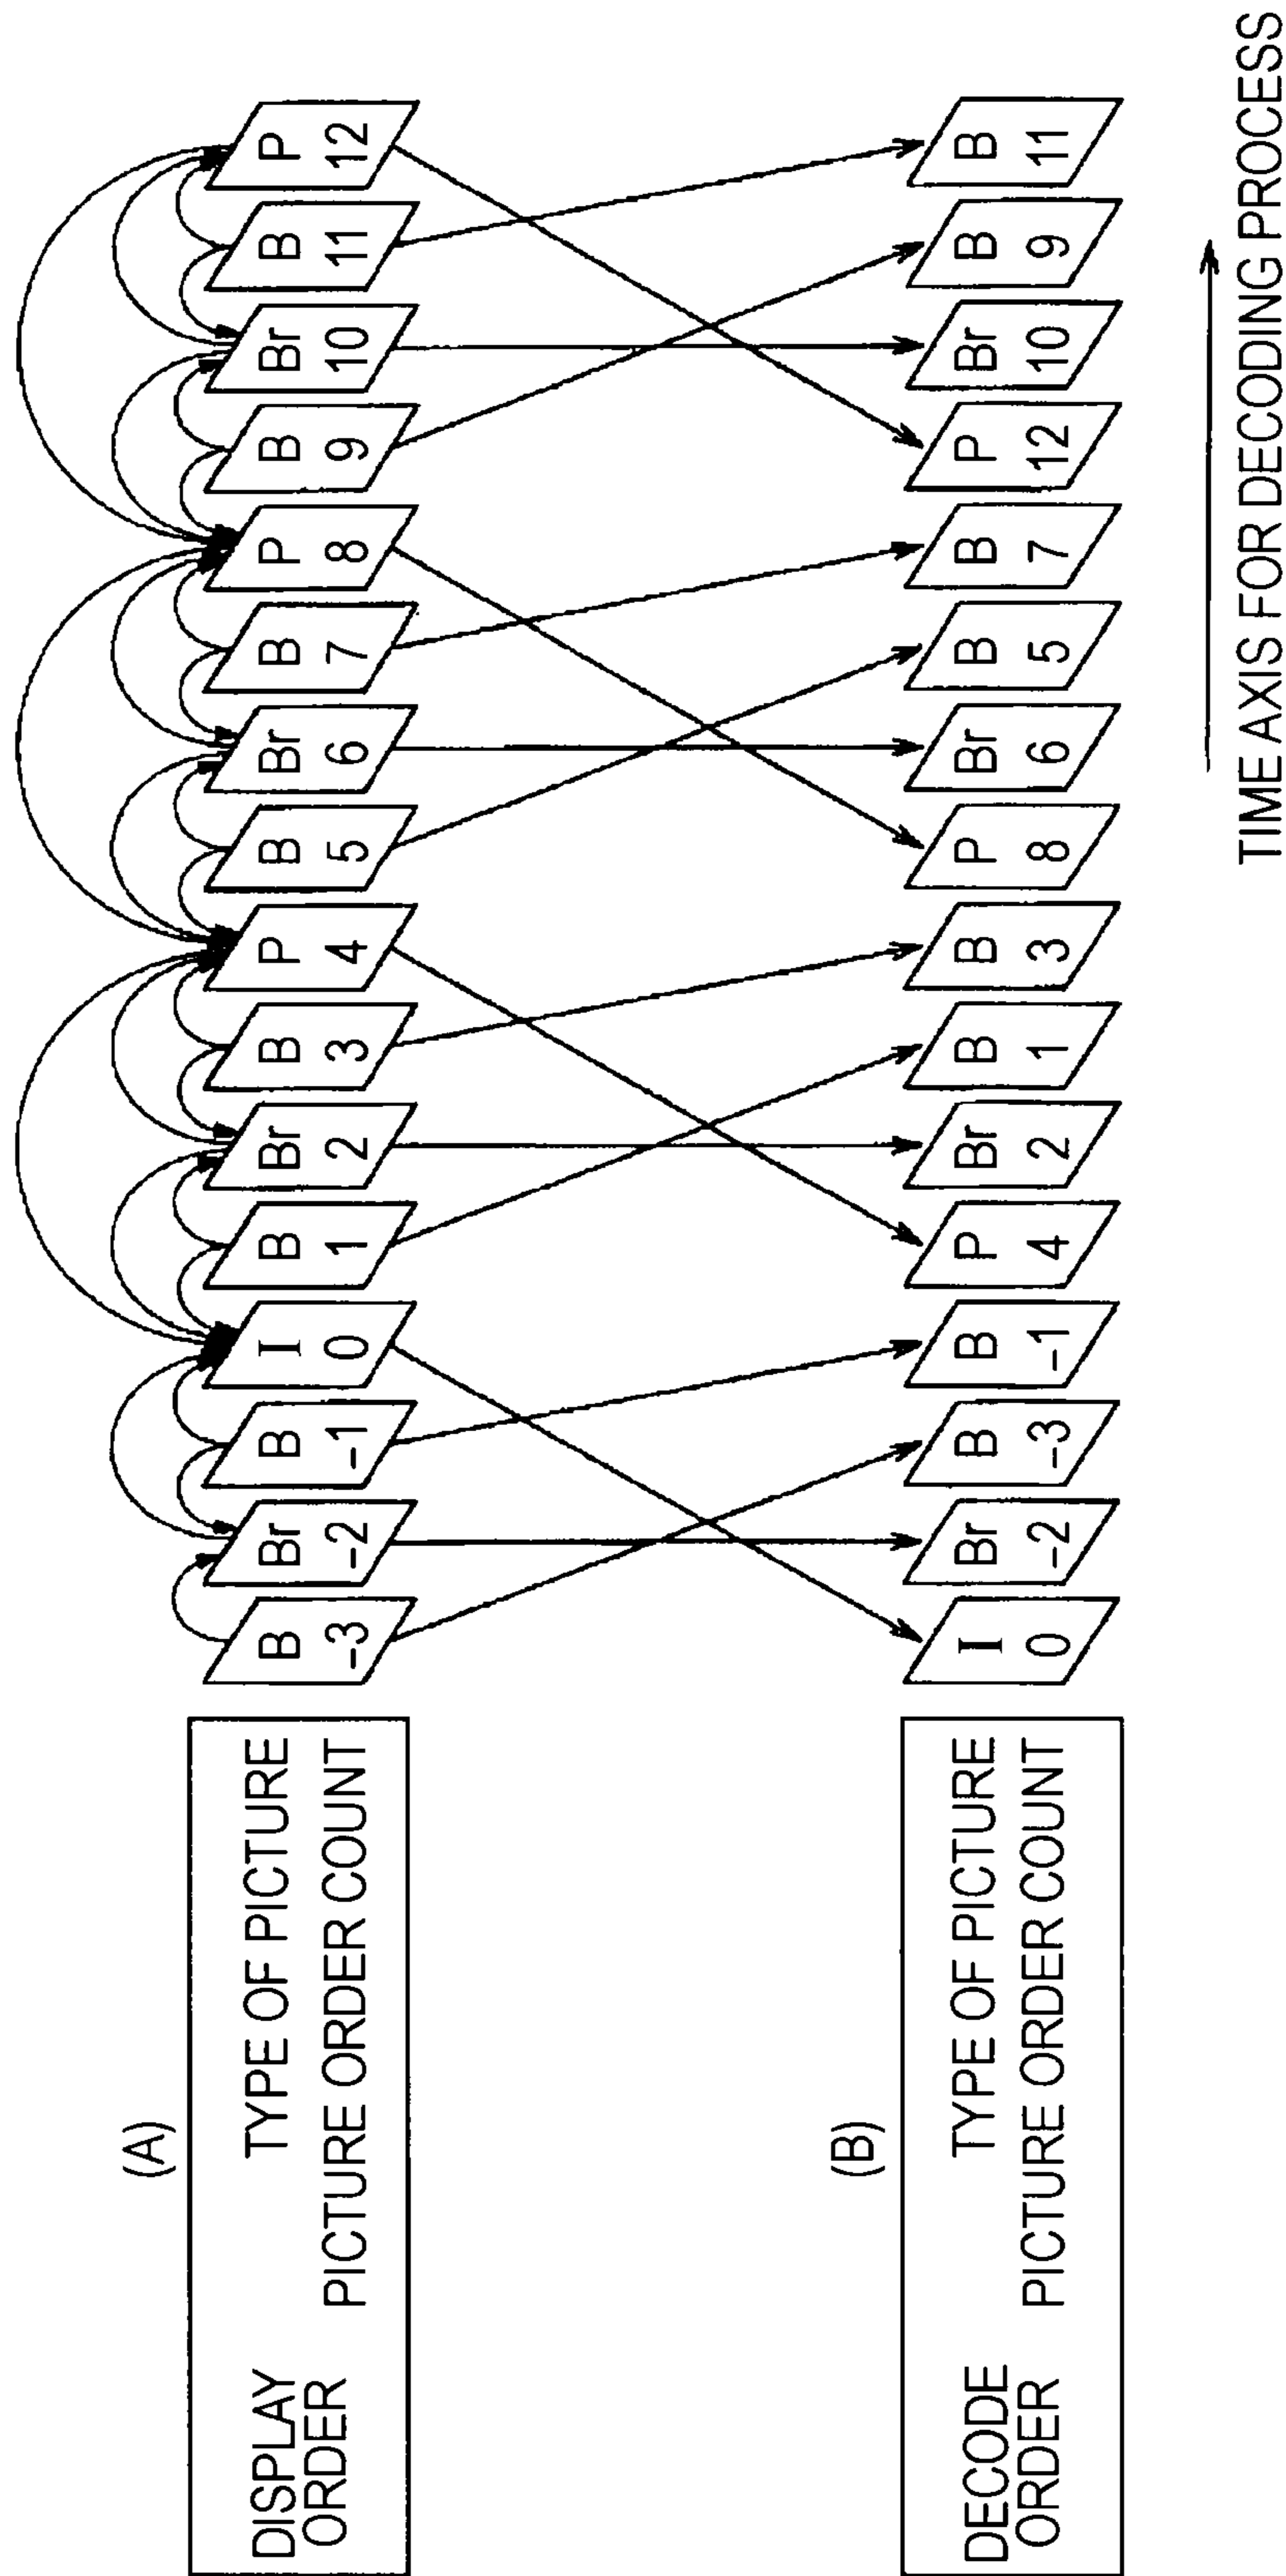 (A)
DISPLAY ORDER
TYPE OF PICTURE
PICTURE ORDER COUNT
B Br B I B Br B P B Br B P B Br B P
-3 -2 -1 0 1 2 3 4 5 6 7 8 9 10 11 12
(B)
DECODE ORDER
TYPE OF PICTURE
PICTURE ORDER COUNT
I Br B B P Br B B P Br B B P Br B B
0 -2 -3 -1 4 2 1 3 8 6 5 7 12 10 9 11
TIME AXIS FOR DECODING PROCESS